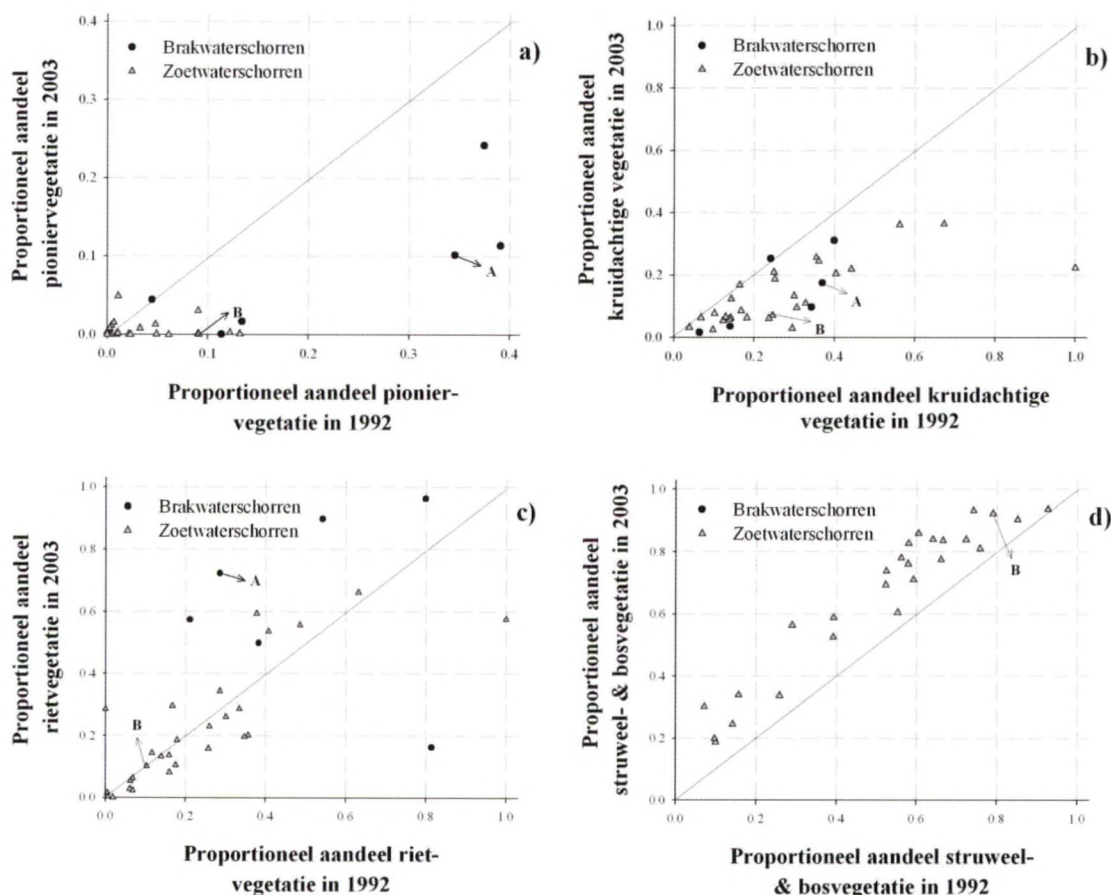 Proportioneel aandeel
pioniervegetatie in 2003
0.4
0.3
0.2
0.1
0.0
● Brakwaterschorren
△ Zoetwaterschorren
a)
A
B
0.0 0.1 0.2 0.3 0.4
Proportioneel aandeel pionier-
vegetatie in 1992
Proportioneel aandeel
kruidachtige vegetatie in 2003
1.0
0.8
0.6
0.4
0.2
0.0
● Brakwaterschorren
△ Zoetwaterschorren
b)
A
B
0.0 0.2 0.4 0.6 0.8 1.0
Proportioneel aandeel kruidachtige
vegetatie in 1992
Proportioneel aandeel
rietvegetatie in 2003
1.0
0.8
0.6
0.4
0.2
0.0
● Brakwaterschorren
△ Zoetwaterschorren
c)
A
B
0.0 0.2 0.4 0.6 0.8 1.0
Proportioneel aandeel riet-
vegetatie in 1992
Proportioneel aandeel
struweel- & bosvegetatie in 2003
1.0
0.8
0.6
0.4
0.2
0.0
● Brakwaterschorren
△ Zoetwaterschorren
d)
B
0.0 0.2 0.4 0.6 0.8 1.0
Proportioneel aandeel struweel-
& bosvegetatie in 1992